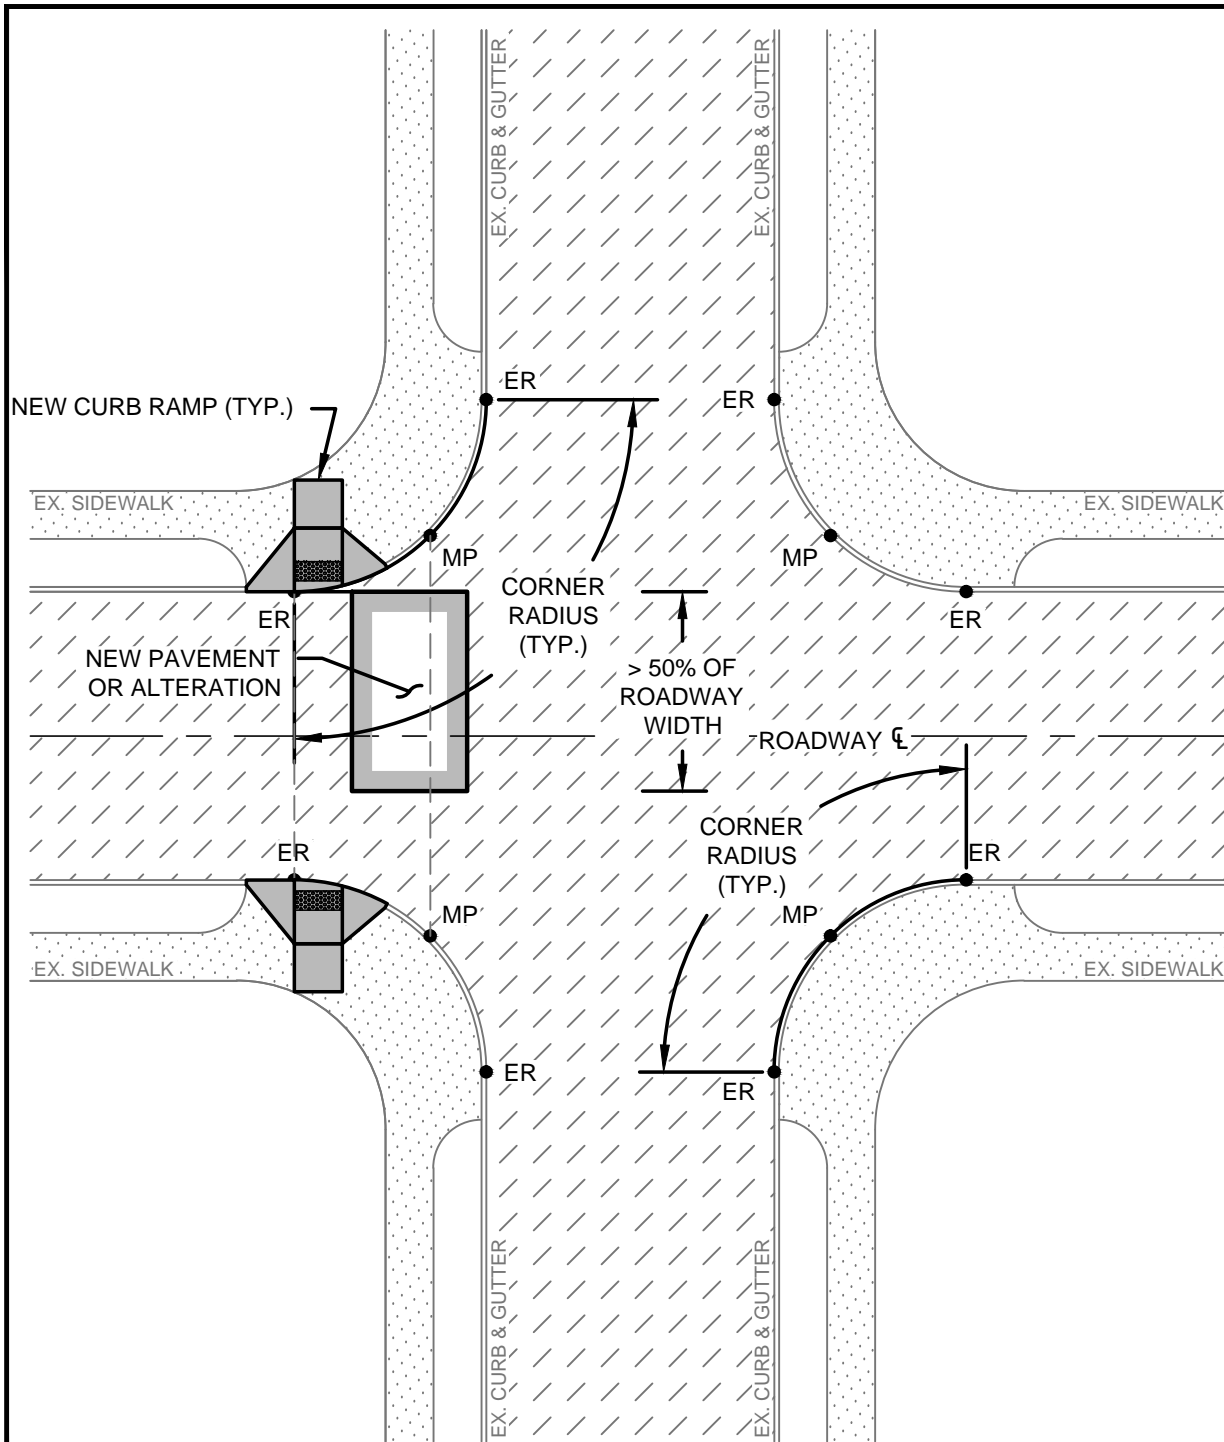 EX. CURB & GUTTER
EX. CURB & GUTTER
ER
ER
NEW CURB RAMP (TYP.)
EX. SIDEWALK
EX. SIDEWALK
MP
MP
CORNER
RADIUS
(TYP.)
ER
ER
NEW PAVEMENT
OR ALTERATION
> 50% OF
ROADWAY
WIDTH
ROADWAY ℄
CORNER
RADIUS
(TYP.)
ER
ER
MP
MP
EX. SIDEWALK
EX. SIDEWALK
ER
ER
EX. CURB & GUTTER
EX. CURB & GUTTER